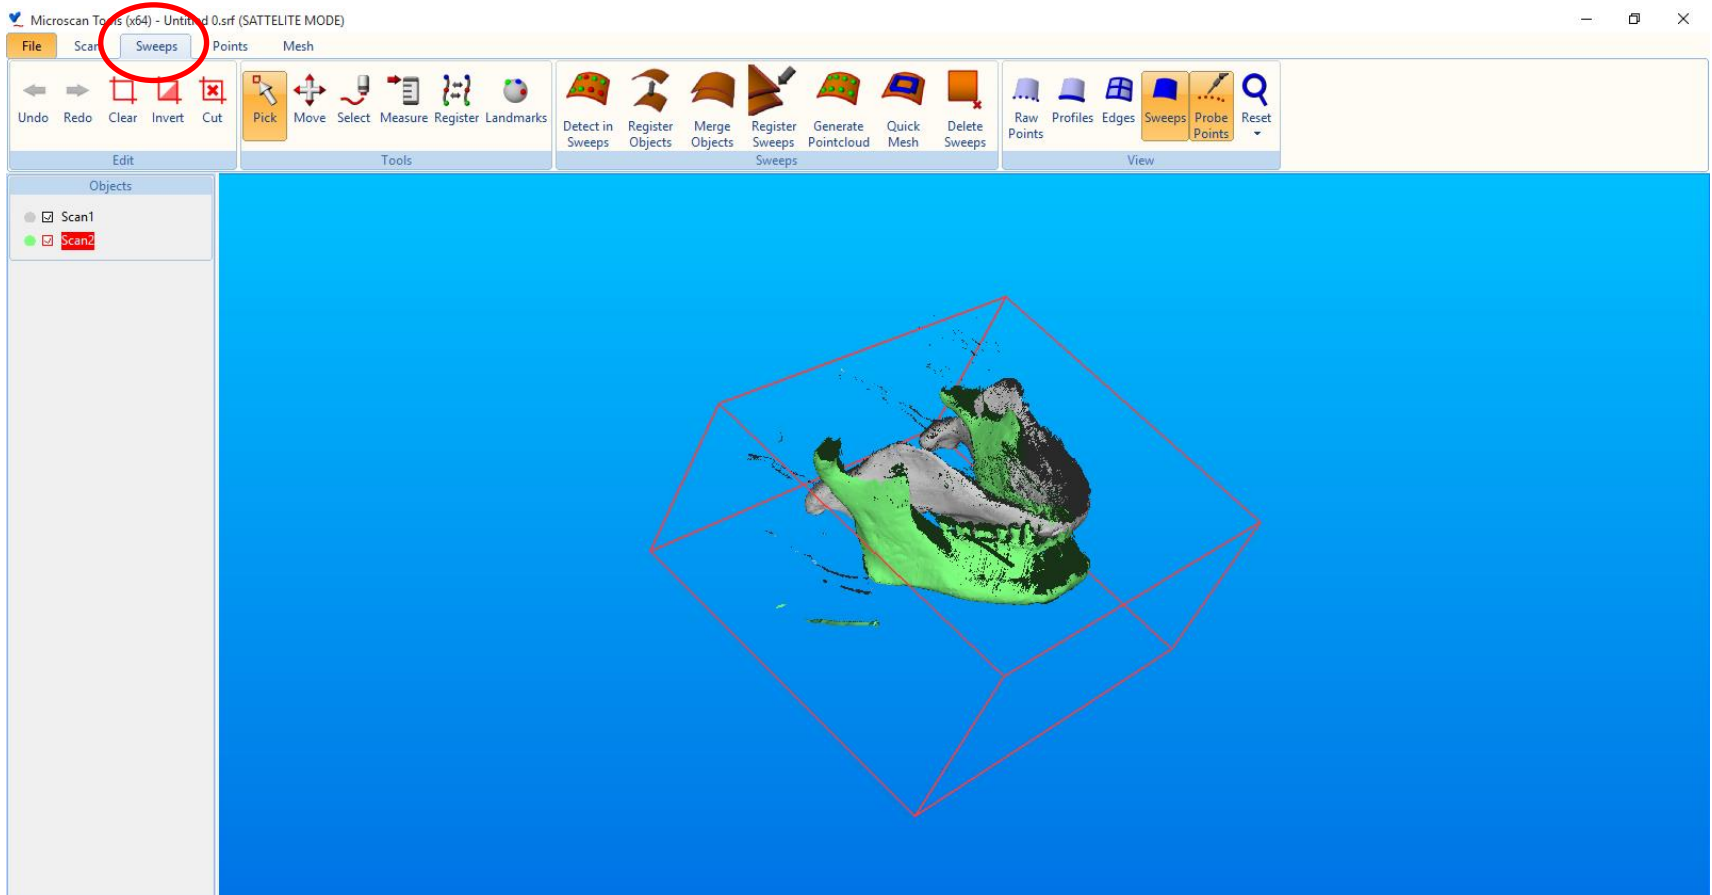 Microscan Tools (x64) - Untitled 0.srf (SATTELITE MODE)
File Scan Sweeps Points Mesh
Undo Redo Clear Invert Cut
Edit
Pick Move Select Measure Register Landmarks
Tools
Detect in Sweeps
Register Objects
Merge Objects
Register Sweeps
Generate Pointcloud
Quick Mesh
Delete Sweeps
Sweeps
Raw Points
Profiles Edges Sweeps
Probe Points
Reset
View
Objects
Scan1
Scan2